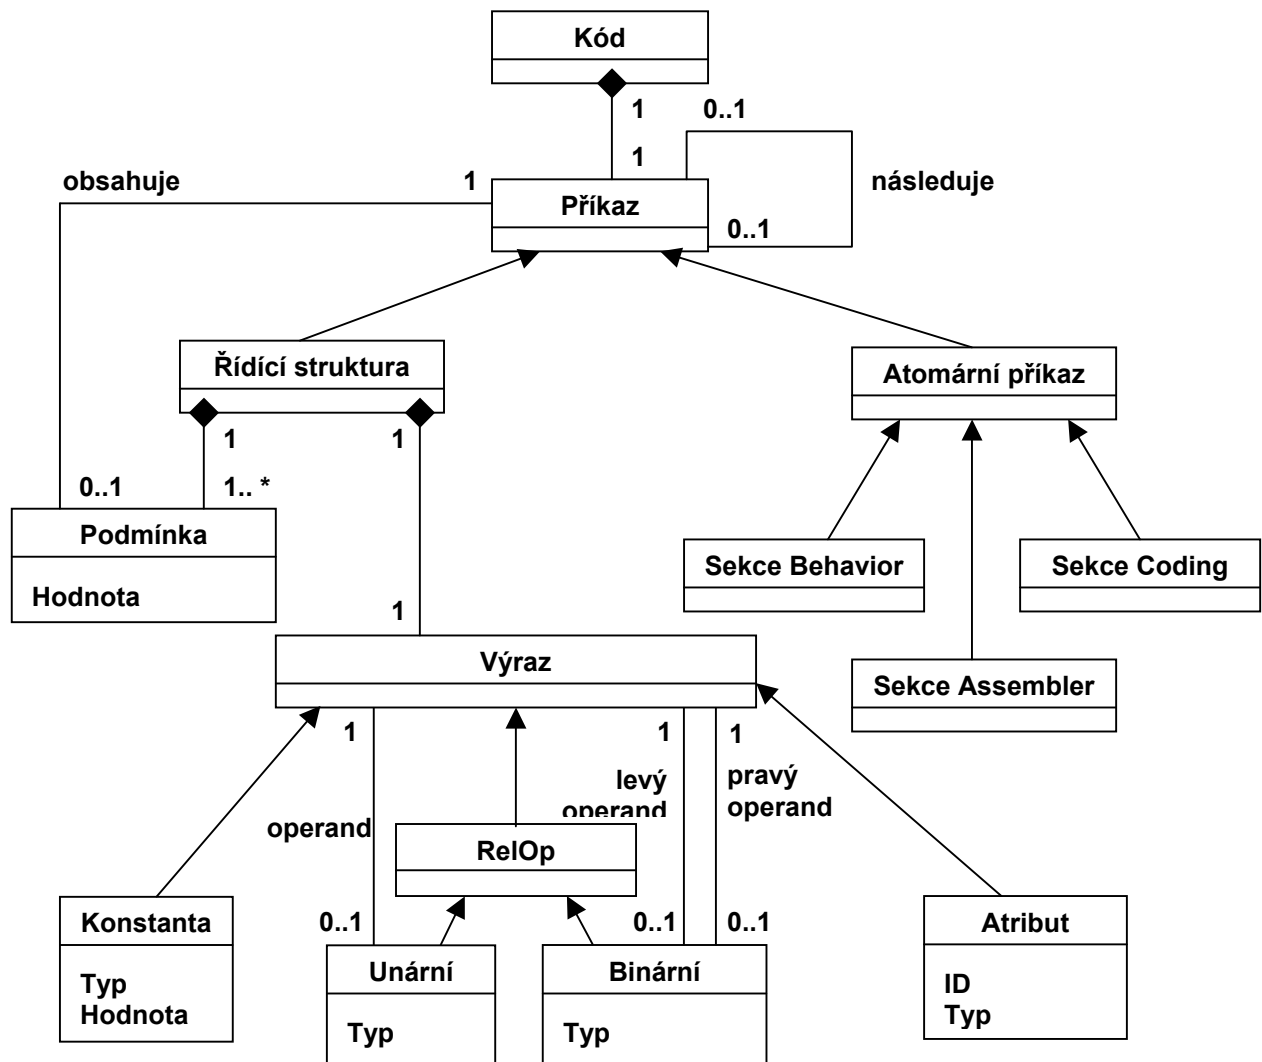 Kód
1
0..1
1
obsahuje
1
následuje
Příkaz
0..1
Řídící struktura
Atomární příkaz
1
1
0..1
1.. *
Podmínka
Hodnota
Sekce Behavior
Sekce Coding
1
Výraz
Sekce Assembler
1
1
1
levý
operand
pravý
operand
operand
RelOp
Konstanta
0..1
0..1
0..1
Atribut
Unární
Binární
Typ
Hodnota
ID
Typ
Typ
Typ